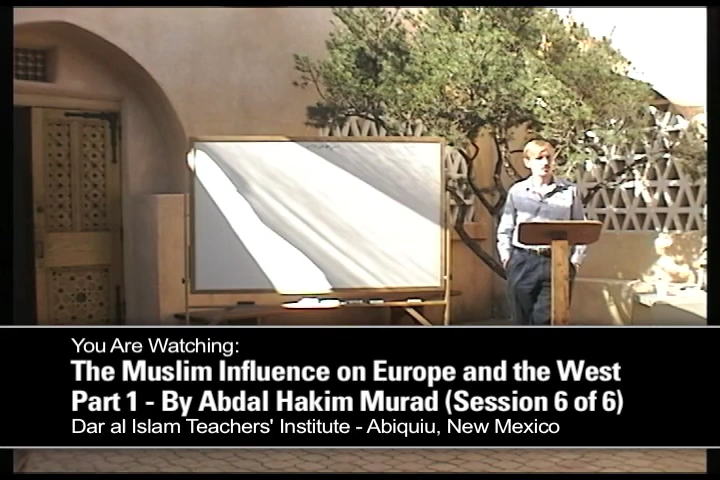 You Are Watching:
The Muslim Influence on Europe and the West
Part 1 - By Abdal Hakim Murad (Session 6 of 6)
Dar al Islam Teachers' Institute - Abiquiu, New Mexico